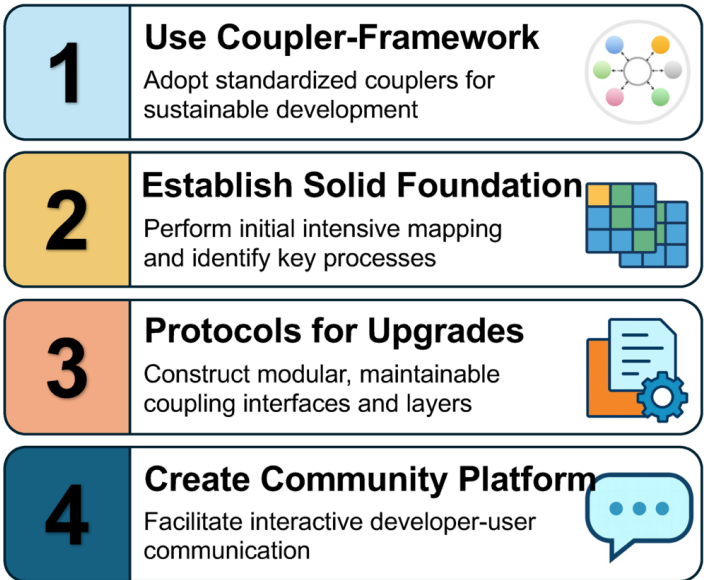 1
Use Coupler-Framework
Adopt standardized couplers for
sustainable development
2
Establish Solid Foundation
Perform initial intensive mapping
and identify key processes
3
Protocols for Upgrades
Construct modular, maintainable
coupling interfaces and layers
4
Create Community Platform
Facilitate interactive developer-user
communication